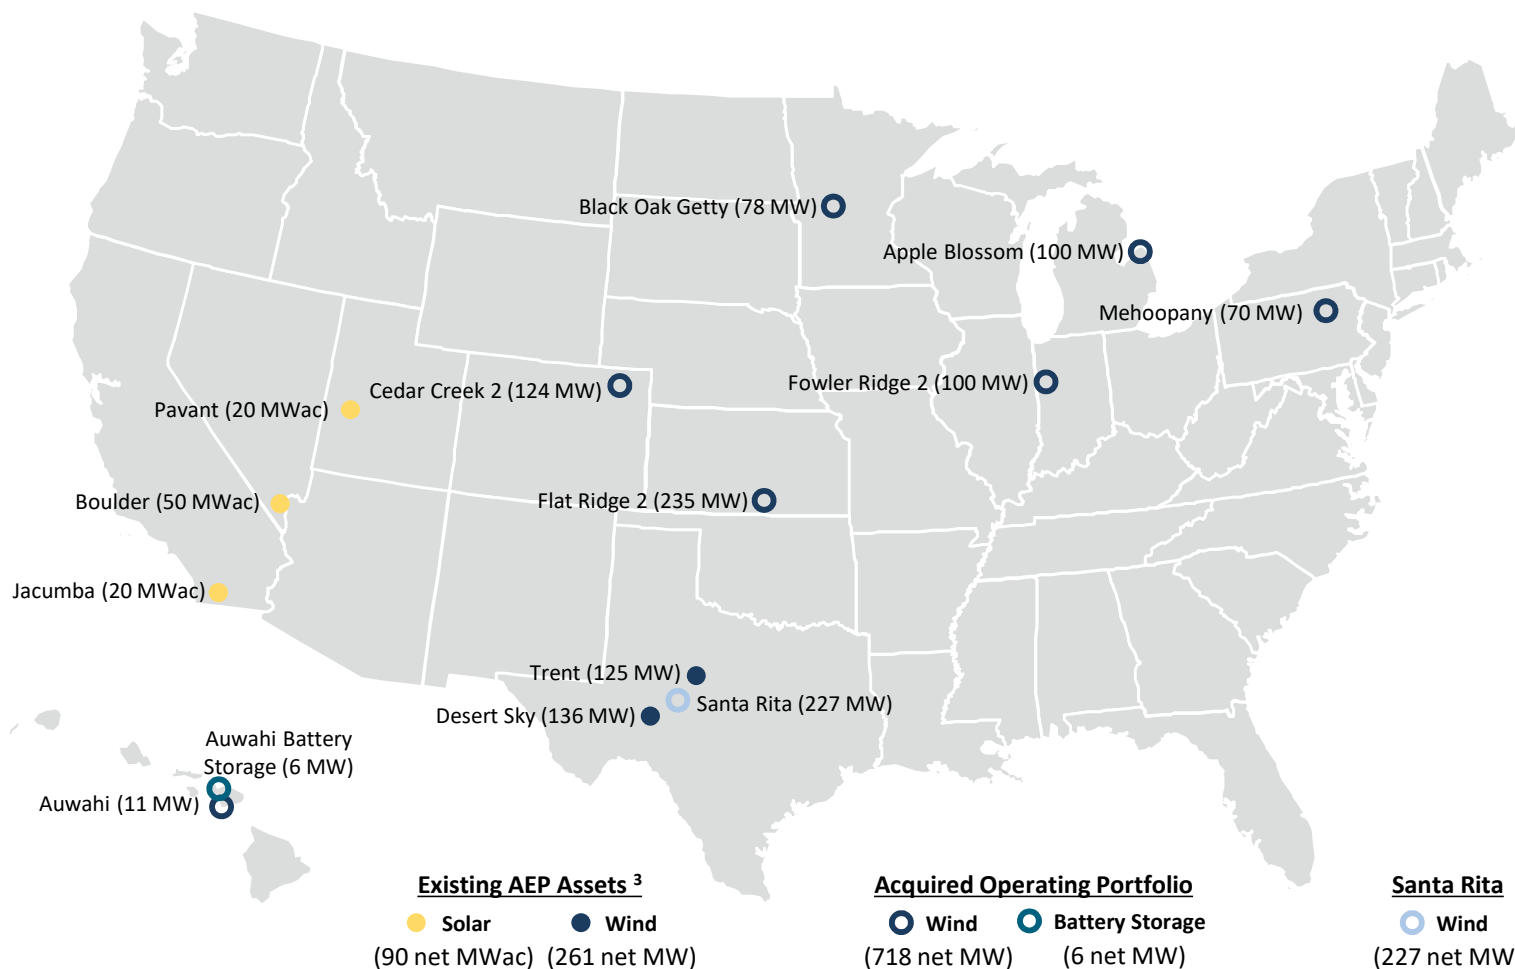 Black Oak Getty (78 MW)
Apple Blossom (100 MW)
Mehoopany (70 MW)
Cedar Creek 2 (124 MW)
Fowler Ridge 2 (100 MW)
Pavant (20 MWac)
Boulder (50 MWac)
Flat Ridge 2 (235 MW)
Jacumba (20 MWac)
Trent (125 MW)
Santa Rita (227 MW)
Desert Sky (136 MW)
Auwahi Battery
Storage (6 MW)
Auwahi (11 MW)
Existing AEP Assets ³
Solar
(90 net MWac)
Wind
(261 net MW)
Acquired Operating Portfolio
Wind
(718 net MW)
Battery Storage
(6 net MW)
Santa Rita
Wind
(227 net MW